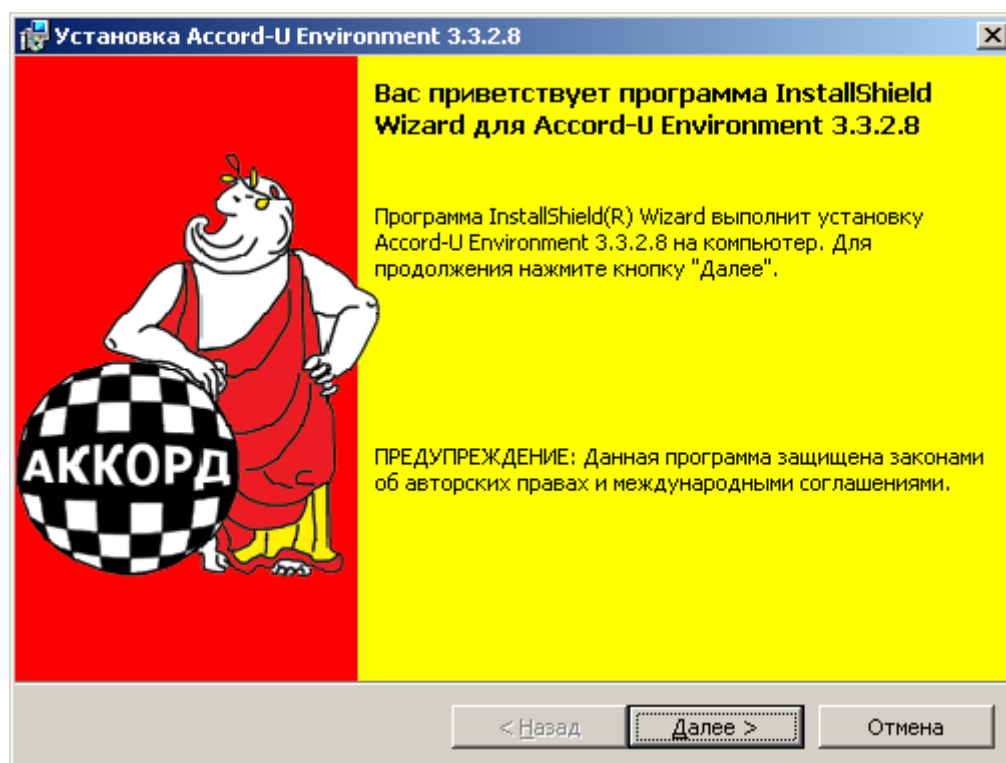 Установка Accord-U Environment 3.3.2.8
Вас приветствует программа InstallShield
Wizard для Accord-U Environment 3.3.2.8
Программа InstallShield(R) Wizard выполнит установку
Accord-U Environment 3.3.2.8 на компьютер. Для
продолжения нажмите кнопку "Далее".
АККОРД
ПРЕДУПРЕЖДЕНИЕ: Данная программа защищена законами
об авторских правах и международными соглашениями.
< Назад
Далее >
Отмена